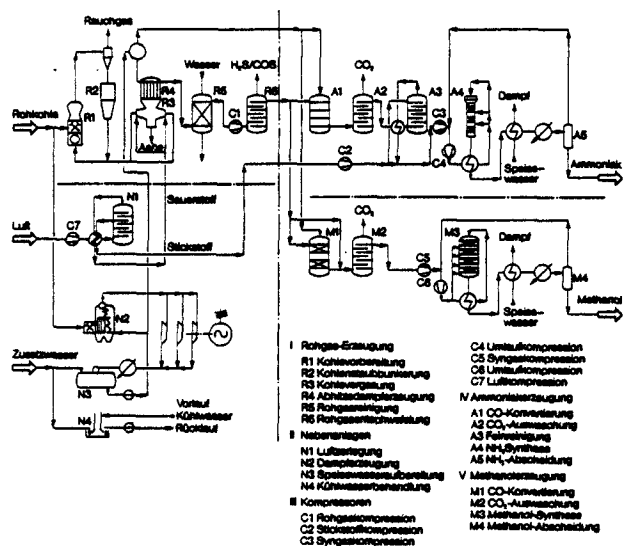 Rauchgas
Wasser
H₂S/COS
CO₂
R2
R4
R3
R5
R6
A1
A2
A3
A4
Dampf
Rohkohle
R1
C1
C3
A5
Asche
C2
C4
Speise-
wasser
Ammoniak
Sauerstoff
N1
Luft
C7
Stickstoff
CO₂
M1
M2
M3
Dampf
C5
C6
M4
Speise-
wasser
Methanol
N2
Zusatzwasser
N3
Vorlauf
N4
Kühlwasser
Rücklauf
I Rohgas-Erzeugung
R1 Kohlevorbereitung
R2 Kohlenstaubbunkerung
R3 Kohlevergasung
R4 Abhitzedampferzeugung
R5 Rohgasreinigung
R6 Rohgasentschwefelung
II Nebenanlagen
N1 Luftzerlegung
N2 Dampferzeugung
N3 Speisewasseraufbereitung
N4 Kühlwasserbehandlung
III Kompressoren
C1 Rohgaskompression
C2 Stickstoffkompression
C3 Syngaskompression
C4 Umlaufkompression
C5 Syngaskompression
C6 Umlaufkompression
C7 Luftkompression
IV Ammoniakerzeugung
A1 CO-Konvertierung
A2 CO₂-Auswaschung
A3 Feinreinigung
A4 NH₃-Synthese
A5 NH₃-Abscheidung
V Methanolerzeugung
M1 CO-Konvertierung
M2 CO₂-Auswaschung
M3 Methanol-Synthese
M4 Methanol-Abscheidung